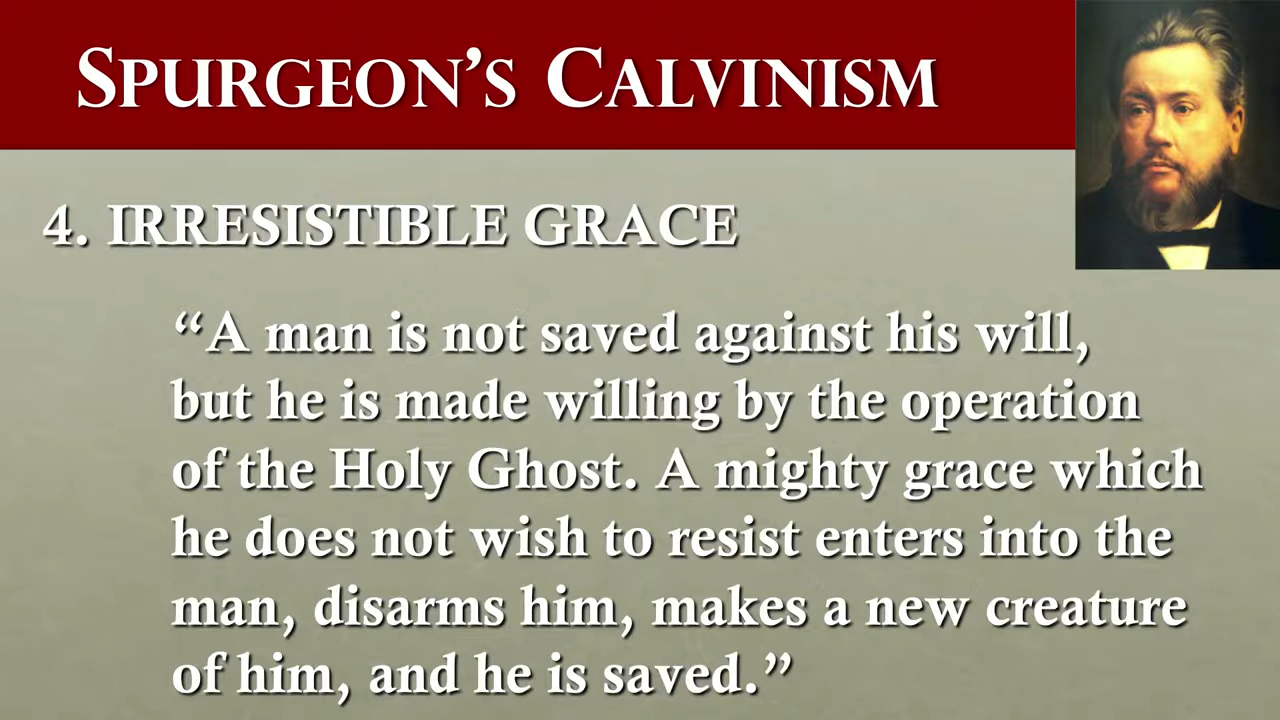 SPURGEON’S CALVINISM
4. IRRESISTIBLE GRACE
“A man is not saved against his will,
but he is made willing by the operation
of the Holy Ghost. A mighty grace which
he does not wish to resist enters into the
man, disarms him, makes a new creature
of him, and he is saved.”